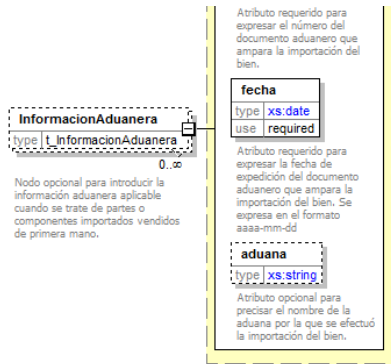 Atributo requerido para
expresar el número del
documento aduanero que
ampara la importación del
bien.
fecha
type xs:date
use required
Atributo requerido para
expresar la fecha de
expedición del documento
aduanero que ampara la
importación del bien. Se
expresa en el formato
aaaa-mm-dd
InformacionAduanera
type t_InformacionAduanera
0..∞
Nodo opcional para introducir la
información aduanera aplicable
cuando se trate de partes o
componentes importados vendidos
de primera mano.
aduana
type xs:string
Atributo opcional para
precisar el nombre de la
aduana por la que se efectuó
la importación del bien.